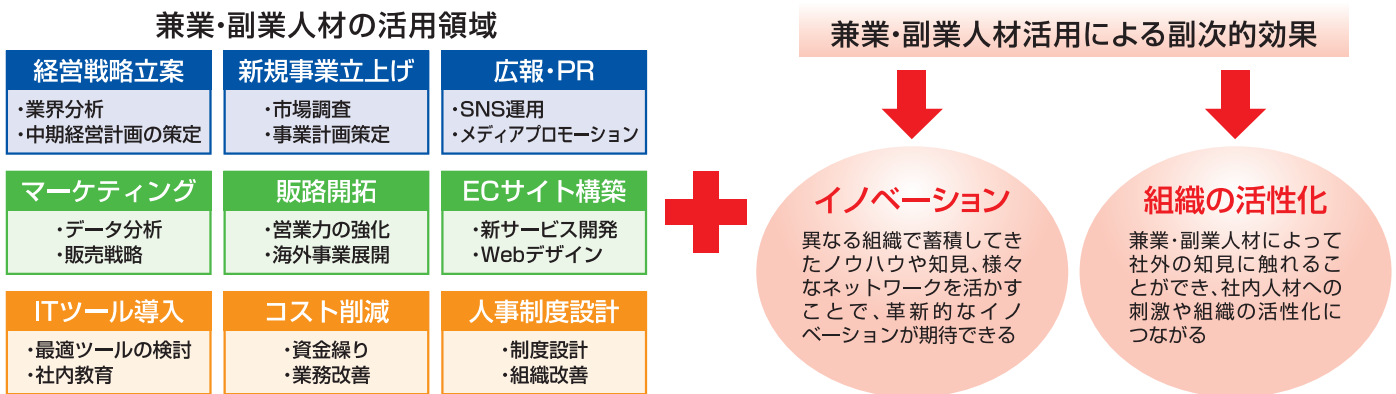 兼業・副業人材の活用領域
経営戦略立案
・業界分析
・中期経営計画の策定
新規事業立上げ
・市場調査
・事業計画策定
広報・PR
・SNS運用
・メディアプロモーション
マーケティング
・データ分析
・販売戦略
販路開拓
・営業力の強化
・海外事業展開
ECサイト構築
・新サービス開発
・Webデザイン
ITツール導入
・最適ツールの検討
・社内教育
コスト削減
・資金繰り
・業務改善
人事制度設計
・制度設計
・組織改善
兼業・副業人材活用による副次的効果
イノベーション
異なる組織で蓄積してき
たノウハウや知見、様々
なネットワークを活かす
ことで、革新的なイノ
ベーションが期待できる
組織の活性化
兼業・副業人材によって
社外の知見に触れるこ
とができ、社内人材への
刺激や組織の活性化に
つながる